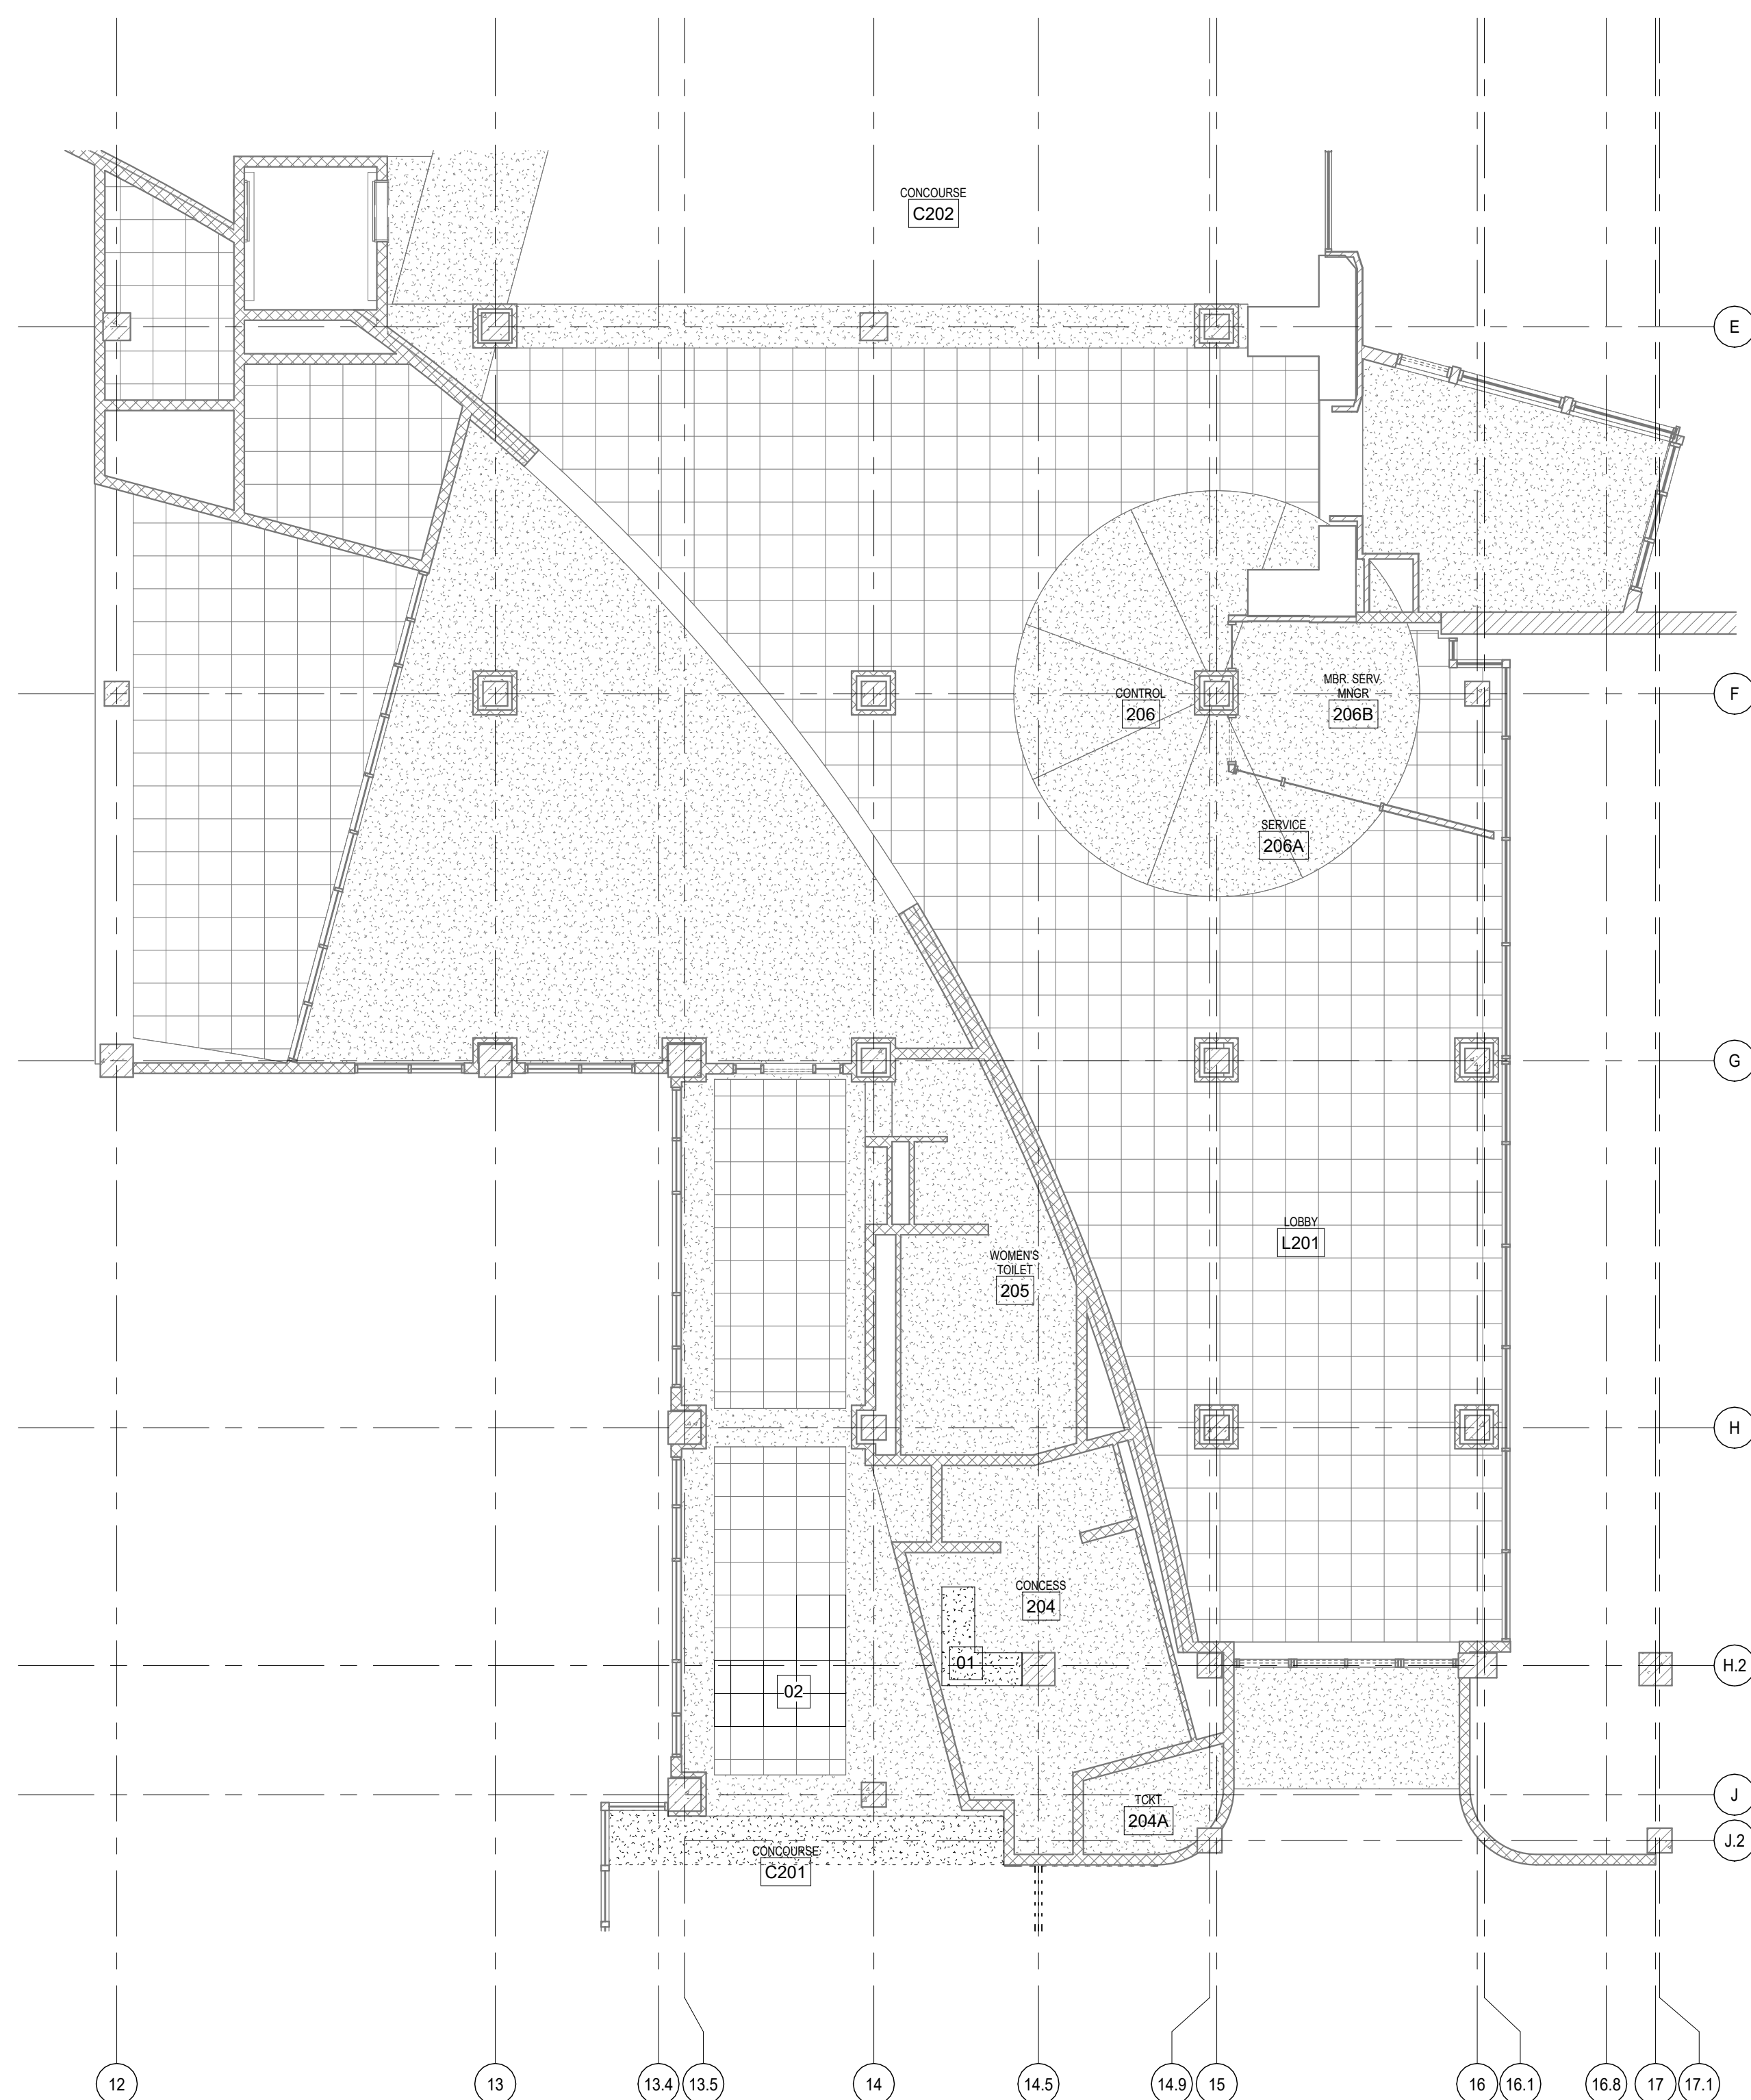 CONCOURSE
C202
E
MBR. SERV.
MNGR
206B
CONTROL
206
F
SERVICE
206A
G
LOBBY
L201
WOMEN'S
TOILET
205
H
CONCESS
204
01
H.2
02
J
TCKT
204A
J.2
CONCOURSE
C201
12
13
13.4
13.5
14
14.5
14.9
15
16
16.1
16.8
17
17.1